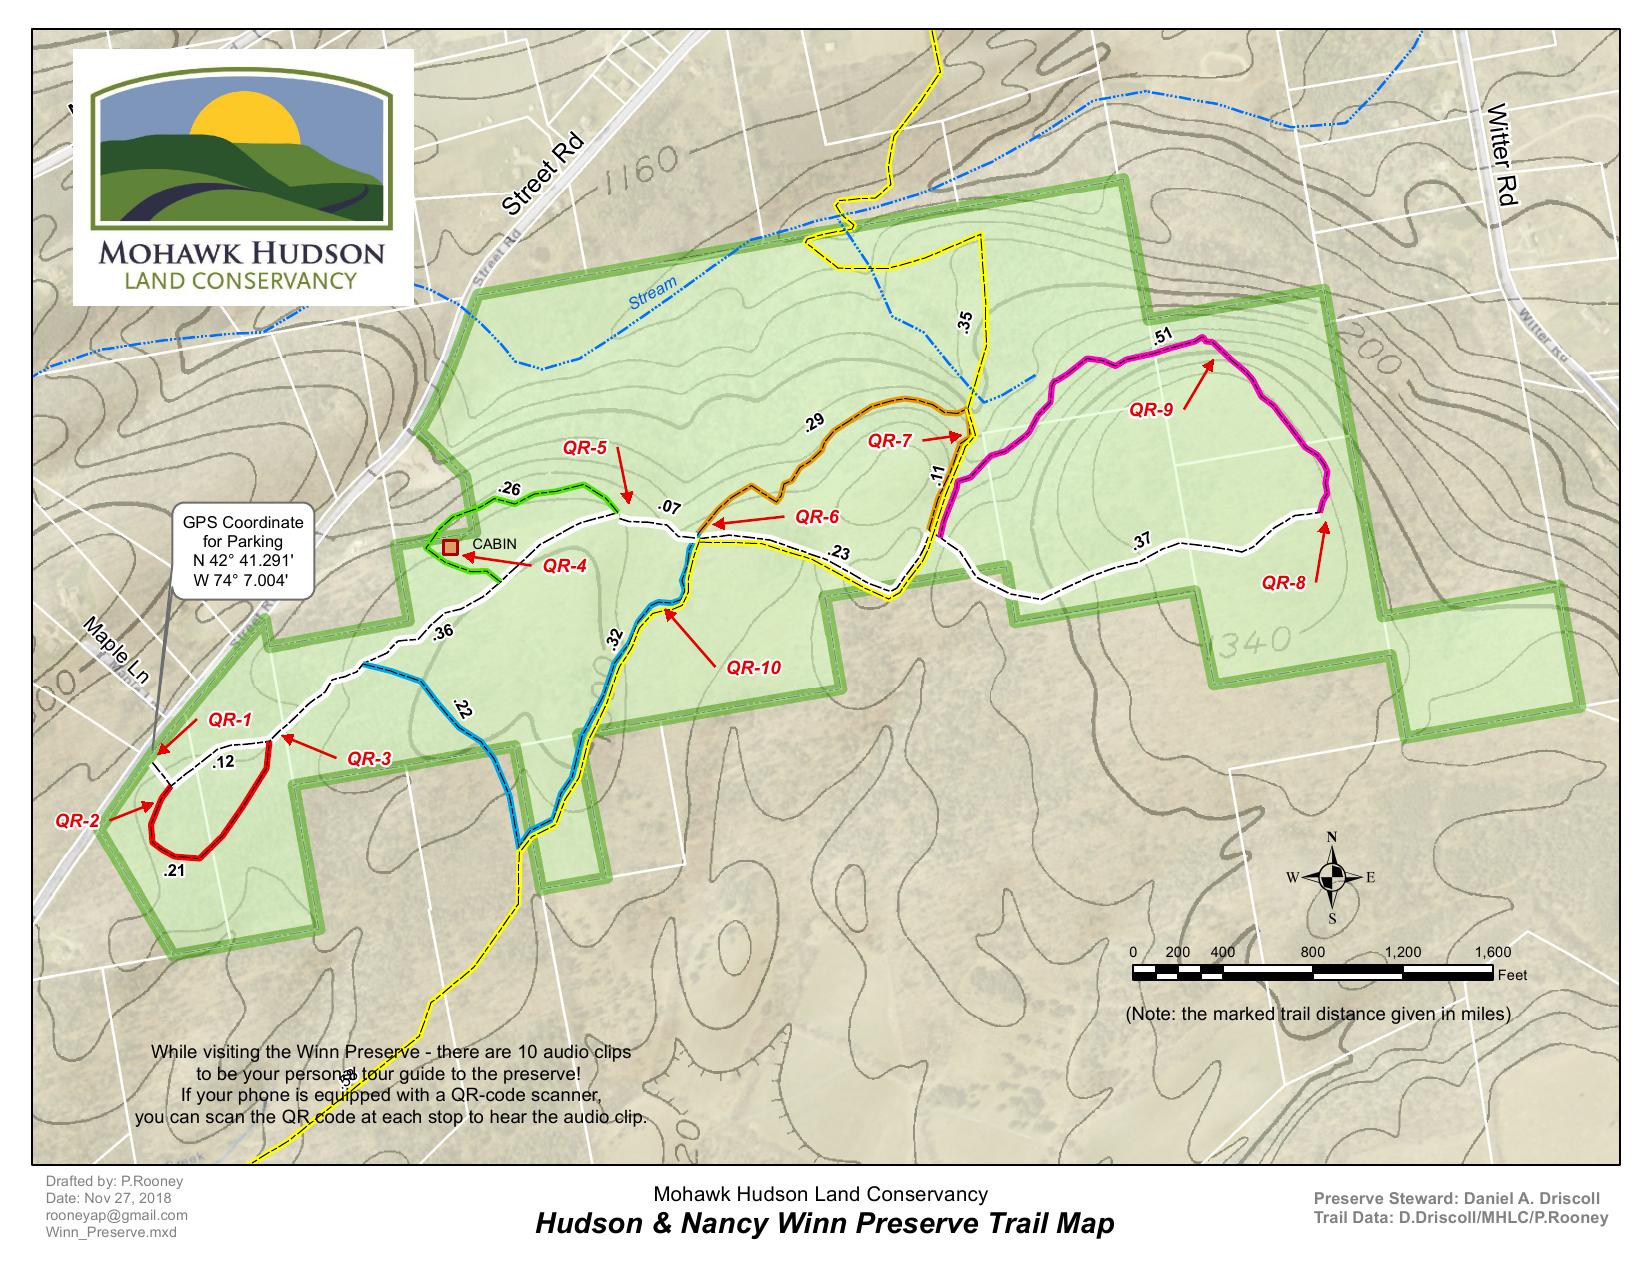 MOHAWK HUDSON
LAND CONSERVANCY
Street Rd
Street Rd
1160
Stream
Witter Rd
Witter Rd
1200
.51
.35
QR-9
.29
QR-7
QR-5
.26
.07
.11
QR-6
CABIN
QR-4
.23
.37
QR-8
GPS Coordinate
for Parking
N 42° 41.291'
W 74° 7.004'
Street R
Maple Ln
.36
.32
QR-10
1340
.22
QR-1
QR-3
.12
QR-2
.21
N
W E
S
0 200 400 800 1,200 1,600
Feet
(Note: the marked trail distance given in miles)
While visiting the Winn Preserve - there are 10 audio clips
to be your personal tour guide to the preserve!
If your phone is equipped with a QR-code scanner,
you can scan the QR code at each stop to hear the audio clip.
Drafted by: P.Rooney
Date: Nov 27, 2018
rooneyap@gmail.com
Winn_Preserve.mxd
Mohawk Hudson Land Conservancy
Hudson & Nancy Winn Preserve Trail Map
Preserve Steward: Daniel A. Driscoll
Trail Data: D.Driscoll/MHLC/P.Rooney